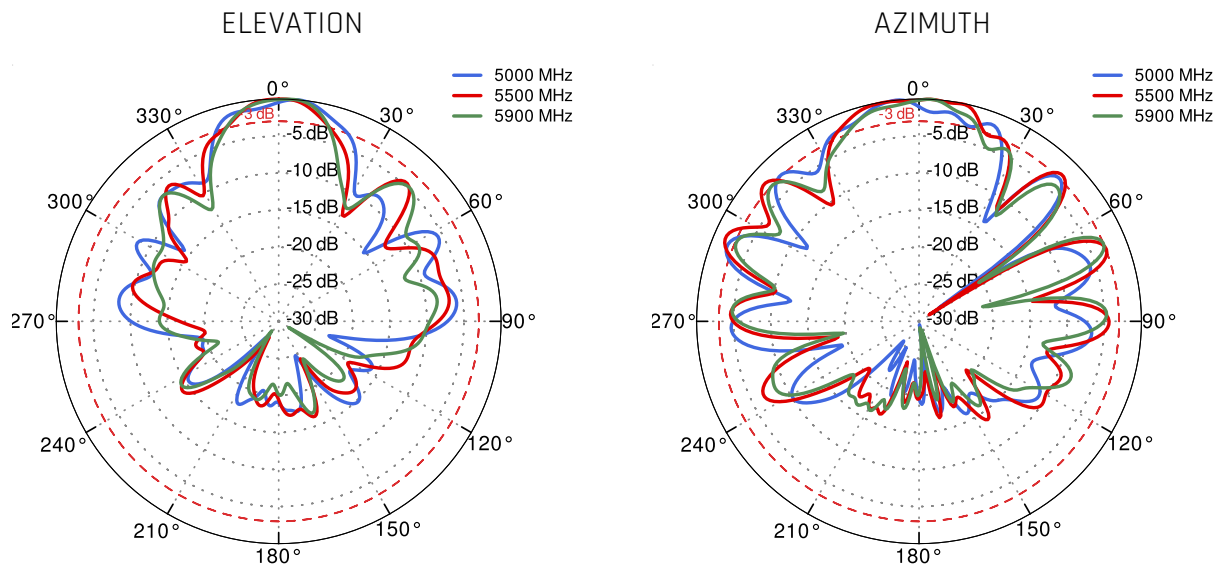 ELEVATION
5000 MHz
5500 MHz
5900 MHz
0°
30°
60°
90°
120°
150°
180°
210°
240°
270°
300°
330°
3 dB
-5 dB
-10 dB
-15 dB
-20 dB
-25 dB
-30 dB
AZIMUTH
5000 MHz
5500 MHz
5900 MHz
0°
30°
60°
90°
120°
150°
180°
210°
240°
270°
300°
330°
-3 dB
-5 dB
-10 dB
-15 dB
-20 dB
-25 dB
-30 dB